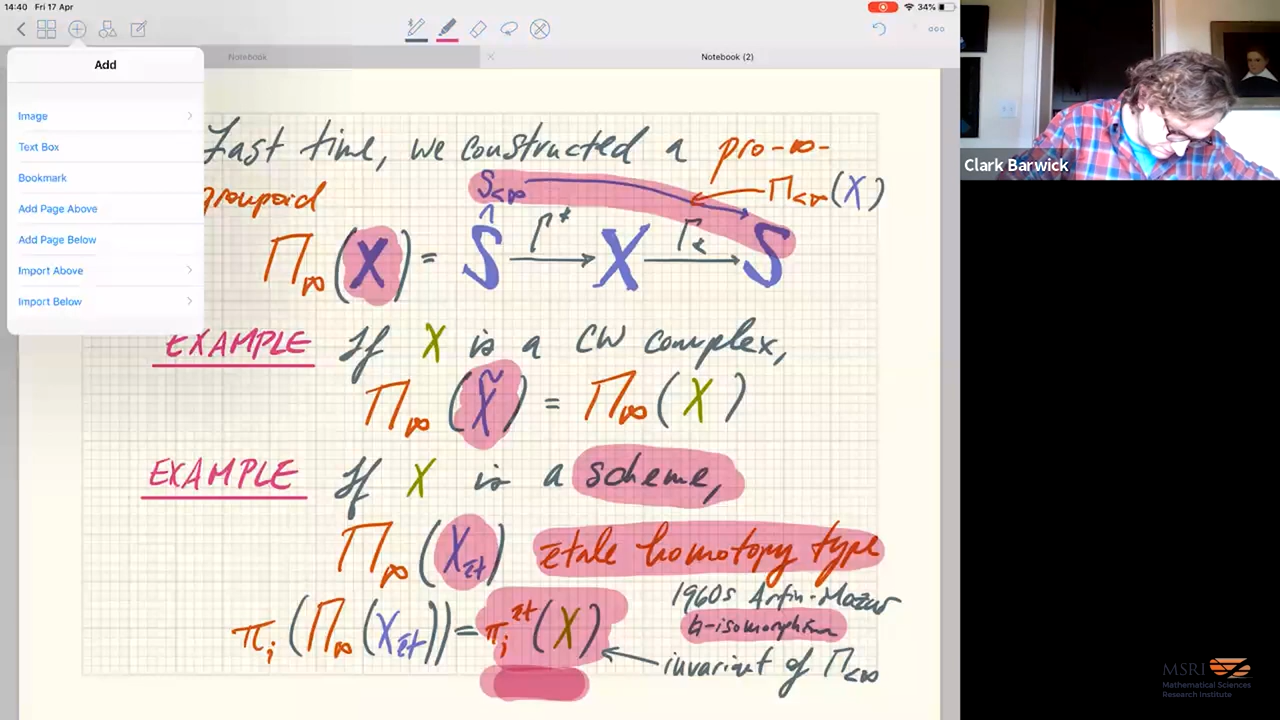 14:40 Fri 17 Apr
34%
Add
Image
Text Box
Bookmark
Add Page Above
Add Page Below
Import Above
Import Below
Notebook
Notebook (2)
Last time, we constructed a pro-∞-
groupoid S<∞ Π<∞(X)
Π∞(X) = Ŝ Γ* X Γ* S
EXAMPLE If X is a CW complex,
Π∞(X̃) = Π∞(X)
EXAMPLE If X is a scheme,
Π∞(Xét) étale homotopy type
1960s Artin-Mazur
♮-isomorphism
πi(Π∞(Xét)) = πi^ét(X)
invariant of Π<∞
Clark Barwick
MSRI
Mathematical Sciences
Research Institute